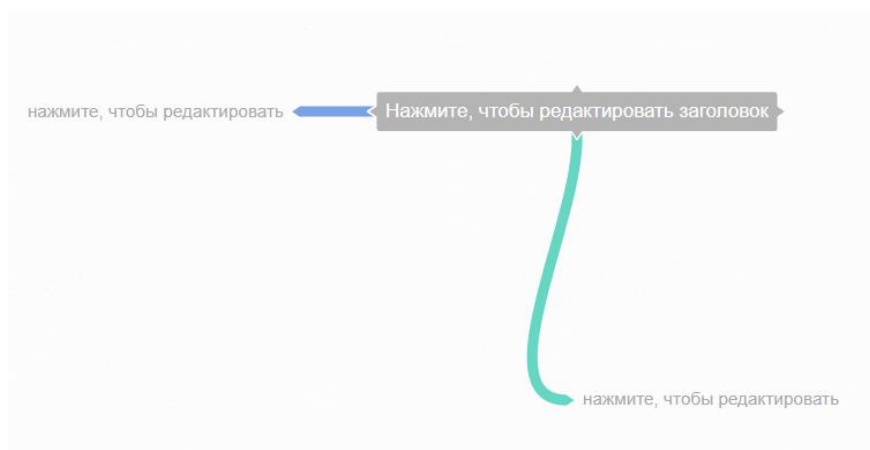 нажмите, чтобы редактировать
Нажмите, чтобы редактировать заголовок
нажмите, чтобы редактировать